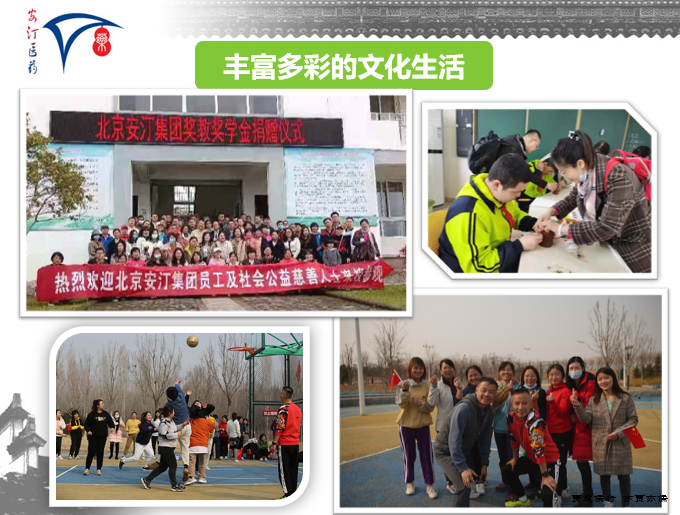 安汀医药
丰富多彩的文化生活
北京安汀集团奖教奖学金捐赠仪式
热烈欢迎北京安汀集团员工及社会公益慈善人士来